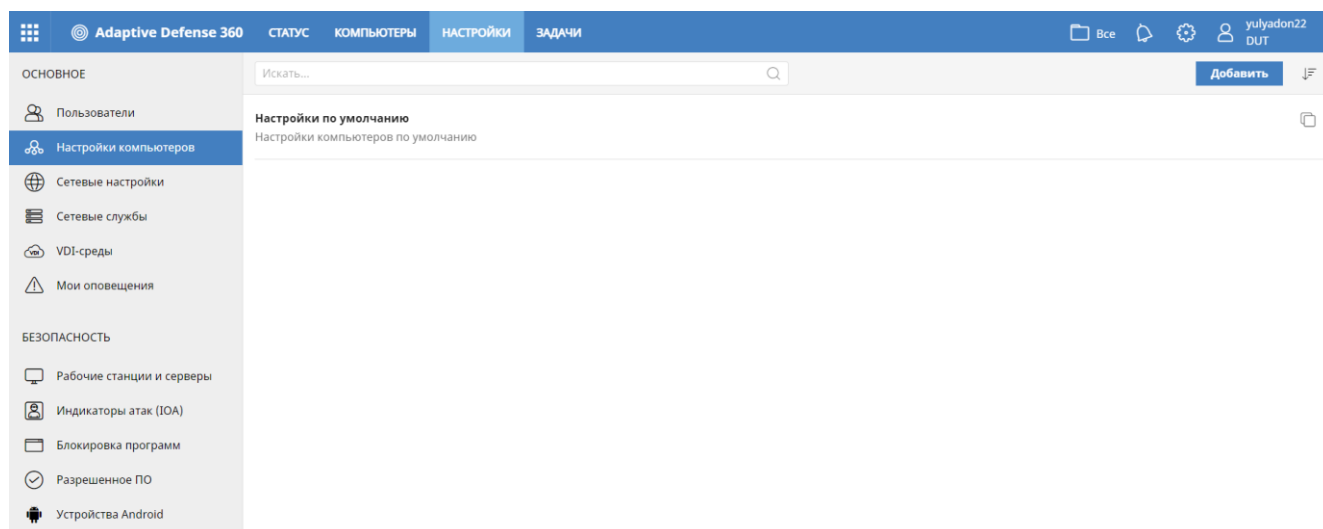 Adaptive Defense 360 СТАТУС КОМПЬЮТЕРЫ НАСТРОЙКИ ЗАДАЧИ Все yulyadon22
DUT
ОСНОВНОЕ
Искать...
Добавить
Пользователи
Настройки компьютеров
Сетевые настройки
Сетевые службы
VDI
VDI-среды
Мои оповещения
БЕЗОПАСНОСТЬ
Рабочие станции и серверы
Индикаторы атак (IOA)
Блокировка программ
Разрешенное ПО
Устройства Android
Настройки по умолчанию
Настройки компьютеров по умолчанию